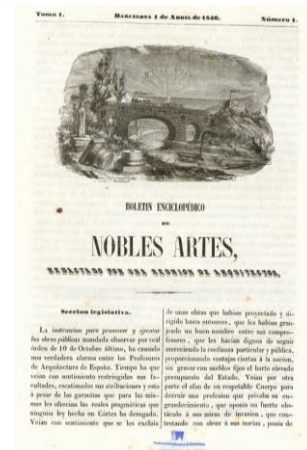 Tomo 1. BARCELONA 1 de ABRIL de 1846. Número 1.
BOLETIN ENCICLOPÉDICO
DE
NOBLES ARTES,
REDACTADO POR UNA REUNION DE ARQUITECTOS.
Seccion legislativa.
LA instruccion para promover y ejecutar
las obras públicas mandada observar por real
órden de 10 de Octubre último, ha causado
una verdadera alarma entre los Profesores
de Arquitectura de España. Tiempo ha que
veian con sentimiento restringidas sus fa-
cultades, escatimadas sus atribuciones y esto
á pesar de las garantías que para las mis-
mas les ofrecian las reales pragmáticas que
ninguna ley hecha en Córtes ha derogado.
Veian con sentimiento que se les excluía
de unas obras que habian proyectado y di-
rigido hasta entonces, que les habian gran-
jeado un buen nombre entre sus compro-
fesores, que les hacian dignos de seguir
mereciendo la confianza particular y pública,
proporcionando ventajas ciertas á la nacion,
sin gravar con sueldos fijos el harto elevado
presupuesto del Estado. Veian por otra
parte el afan de un respetable Cuerpo para
derruir una profesion que privaba su en-
grandecimiento, que oponia un fuerte obs-
táculo á sus miras de invasion, que con-
testando con obras á sus teorías, ponia de